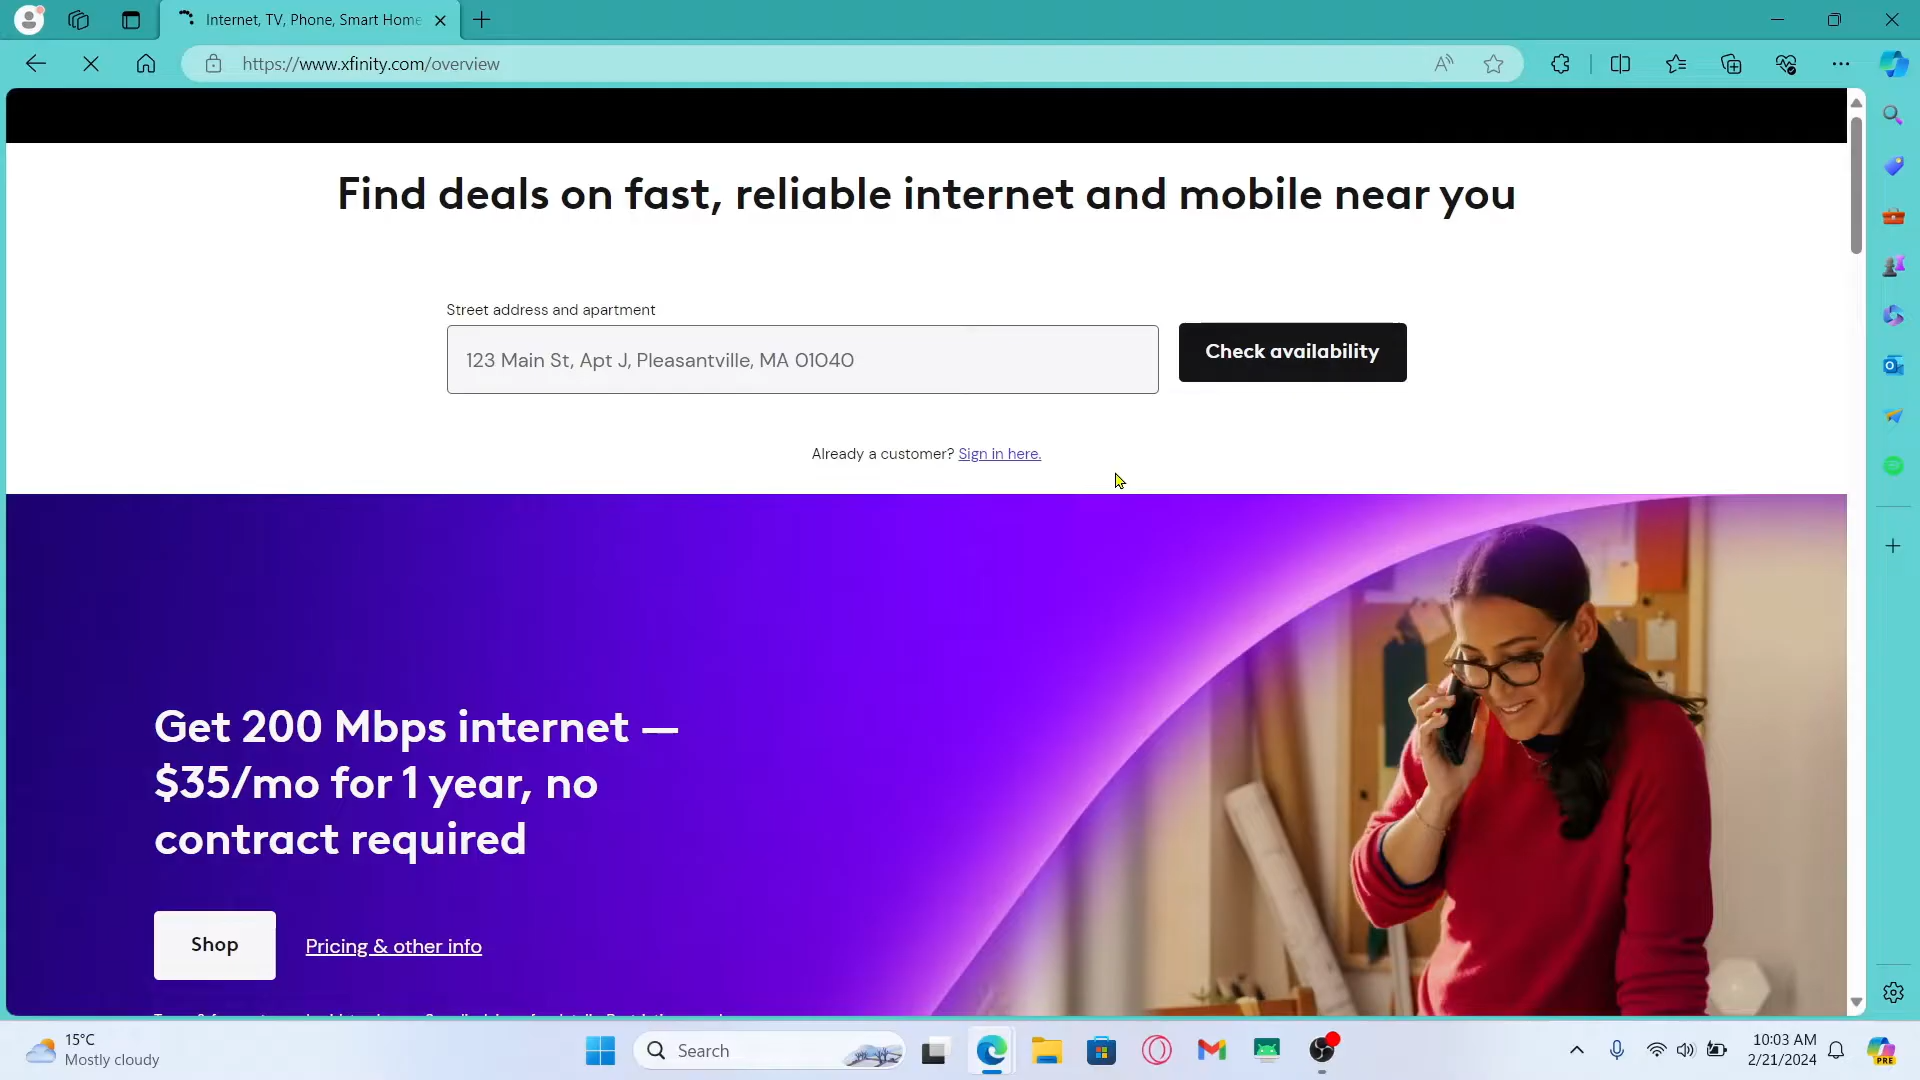 Internet, TV, Phone, Smart Home
https://www.xfinity.com/overview
Find deals on fast, reliable internet and mobile near you
Street address and apartment
123 Main St, Apt J, Pleasantville, MA 01040
Check availability
Already a customer? Sign in here.
Get 200 Mbps internet —
$35/mo for 1 year, no
contract required
Shop
Pricing & other info
15°C
Mostly cloudy
Search
10:03 AM
2/21/2024
PRE